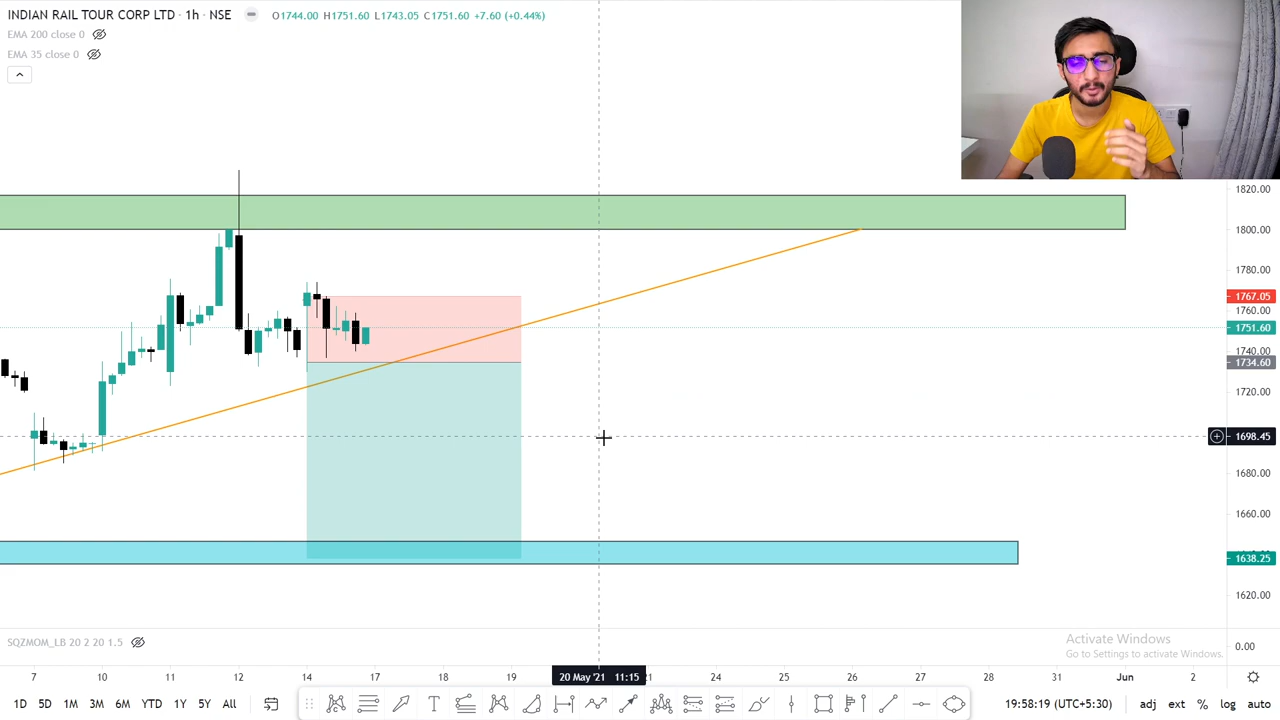 INDIAN RAIL TOUR CORP LTD · 1h · NSE O1744.00 H1751.60 L1743.05 C1751.60 +7.60 (+0.44%)
EMA 200 close 0
EMA 35 close 0
1820.00
1800.00
1780.00
1767.05
1760.00
1751.60
1740.00
1734.60
1720.00
1698.45
1680.00
1660.00
1638.25
1620.00
SQZMOM_LB 20 2 20 1.5
0.00
Activate Windows
Go to Settings to activate Windows.
7 10 11 12 14 17 18 19 20 May '21 11:15 21 24 25 26 27 28 31 Jun 2
1D 5D 1M 3M 6M YTD 1Y 5Y All T 19:58:19 (UTC+5:30) adj ext % log auto